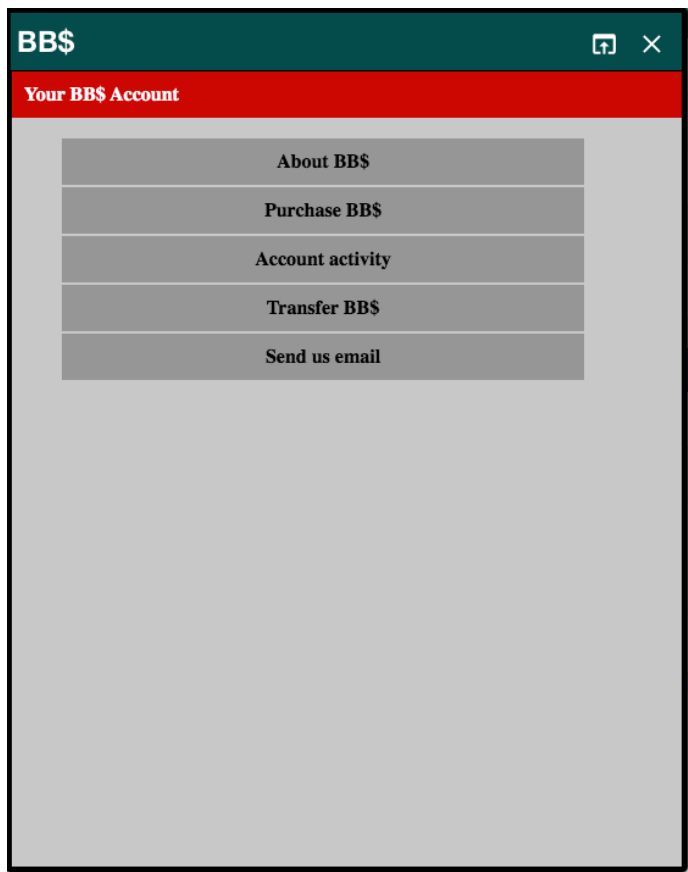 BB$
Your BB$ Account
About BB$
Purchase BB$
Account activity
Transfer BB$
Send us email